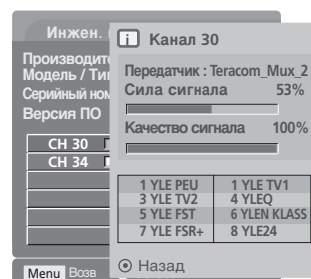 Инжен.
Производит
Модель / Ти
Серийный ном
Версия ПО
CH 30
CH 34
Menu Возв
i Канал 30
Передатчик : Teracom_Mux_2
Сила сигнала 53%
Качество сигнала 100%
1 YLE PEU 1 YLE TV1
3 YLE TV2 4 YLEQ
5 YLE FST 6 YLEN KLASS
7 YLE FSR+ 8 YLE24
Назад